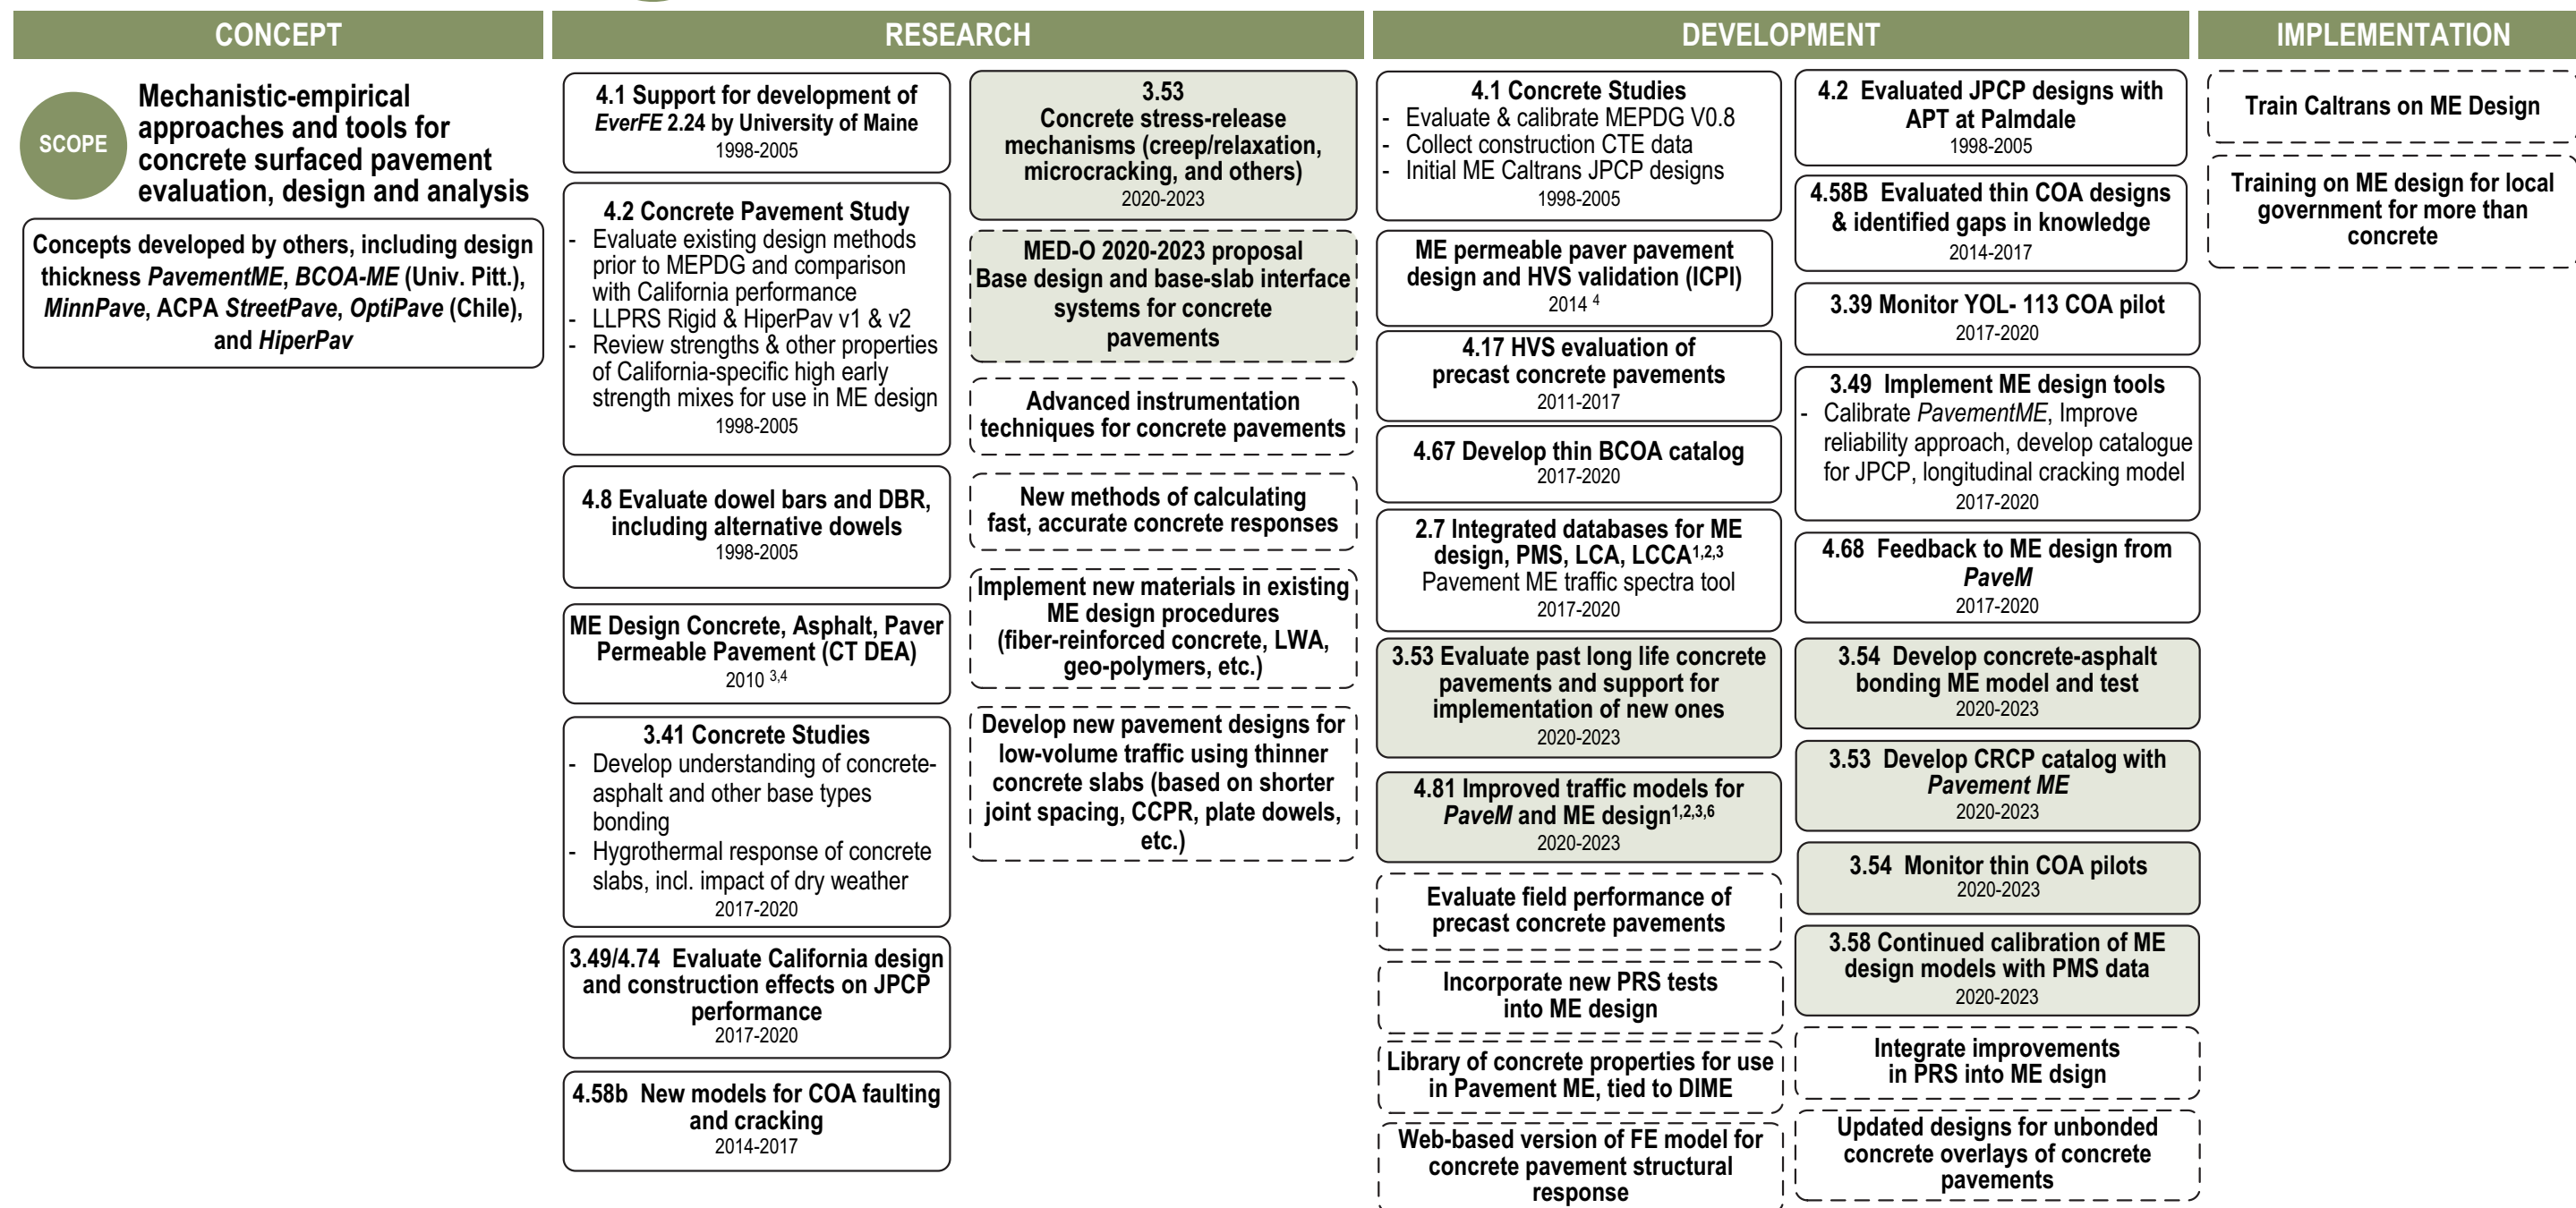 CONCEPT
RESEARCH
DEVELOPMENT
IMPLEMENTATION
SCOPE
Mechanistic-empirical
approaches and tools for
concrete surfaced pavement
evaluation, design and analysis
Concepts developed by others, including design
thickness PavementME, BCOA-ME (Univ. Pitt.),
MinnPave, ACPA StreetPave, OptiPave (Chile),
and HiperPav
4.1 Support for development of
EverFE 2.24 by University of Maine
1998-2005
4.2 Concrete Pavement Study
- Evaluate existing design methods
prior to MEPDG and comparison
with California performance
- LLPRS Rigid & HiperPav v1 & v2
- Review strengths & other properties
of California-specific high early
strength mixes for use in ME design
1998-2005
4.8 Evaluate dowel bars and DBR,
including alternative dowels
1998-2005
ME Design Concrete, Asphalt, Paver
Permeable Pavement (CT DEA)
2010 3,4
3.41 Concrete Studies
- Develop understanding of concrete-
asphalt and other base types
bonding
- Hygrothermal response of concrete
slabs, incl. impact of dry weather
2017-2020
3.49/4.74 Evaluate California design
and construction effects on JPCP
performance
2017-2020
4.58b New models for COA faulting
and cracking
2014-2017
3.53
Concrete stress-release
mechanisms (creep/relaxation,
microcracking, and others)
2020-2023
MED-O 2020-2023 proposal
Base design and base-slab interface
systems for concrete
pavements
Advanced instrumentation
techniques for concrete pavements
New methods of calculating
fast, accurate concrete responses
Implement new materials in existing
ME design procedures
(fiber-reinforced concrete, LWA,
geo-polymers, etc.)
Develop new pavement designs for
low-volume traffic using thinner
concrete slabs (based on shorter
joint spacing, CCPR, plate dowels,
etc.)
4.1 Concrete Studies
- Evaluate & calibrate MEPDG V0.8
- Collect construction CTE data
- Initial ME Caltrans JPCP designs
1998-2005
ME permeable paver pavement
design and HVS validation (ICPI)
2014 4
4.17 HVS evaluation of
precast concrete pavements
2011-2017
4.67 Develop thin BCOA catalog
2017-2020
2.7 Integrated databases for ME
design, PMS, LCA, LCCA1,2,3
Pavement ME traffic spectra tool
2017-2020
3.53 Evaluate past long life concrete
pavements and support for
implementation of new ones
2020-2023
4.81 Improved traffic models for
PaveM and ME design1,2,3,6
2020-2023
Evaluate field performance of
precast concrete pavements
Incorporate new PRS tests
into ME design
Library of concrete properties for use
in Pavement ME, tied to DIME
Web-based version of FE model for
concrete pavement structural
response
4.2 Evaluated JPCP designs with
APT at Palmdale
1998-2005
4.58B Evaluated thin COA designs
& identified gaps in knowledge
2014-2017
3.39 Monitor YOL- 113 COA pilot
2017-2020
3.49 Implement ME design tools
- Calibrate PavementME, Improve
reliability approach, develop catalogue
for JPCP, longitudinal cracking model
2017-2020
4.68 Feedback to ME design from
PaveM
2017-2020
3.54 Develop concrete-asphalt
bonding ME model and test
2020-2023
3.53 Develop CRCP catalog with
Pavement ME
2020-2023
3.54 Monitor thin COA pilots
2020-2023
3.58 Continued calibration of ME
design models with PMS data
2020-2023
Integrate improvements
in PRS into ME dsign
Updated designs for unbonded
concrete overlays of concrete
pavements
Train Caltrans on ME Design
Training on ME design for local
government for more than
concrete